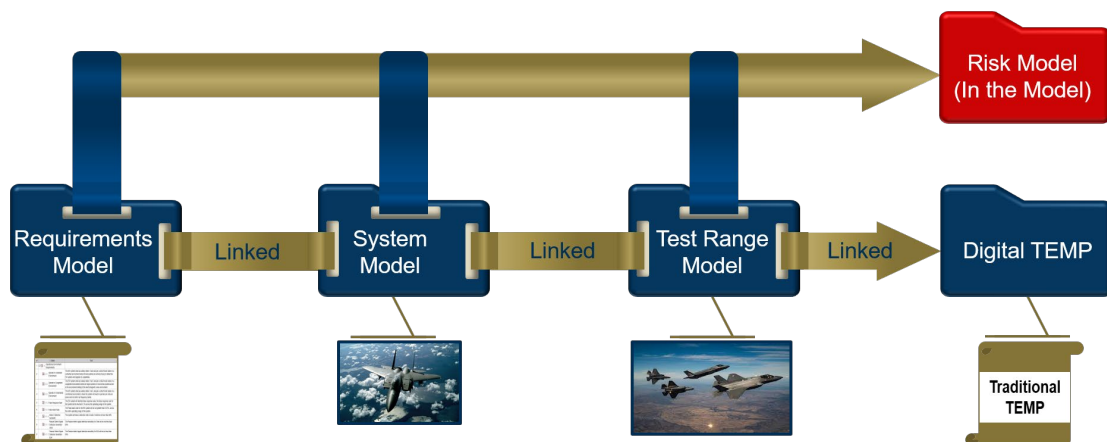 Risk Model
(In the Model)
Requirements
Model
Linked
System
Model
Linked
Test Range
Model
Linked
Digital TEMP
Traditional
TEMP